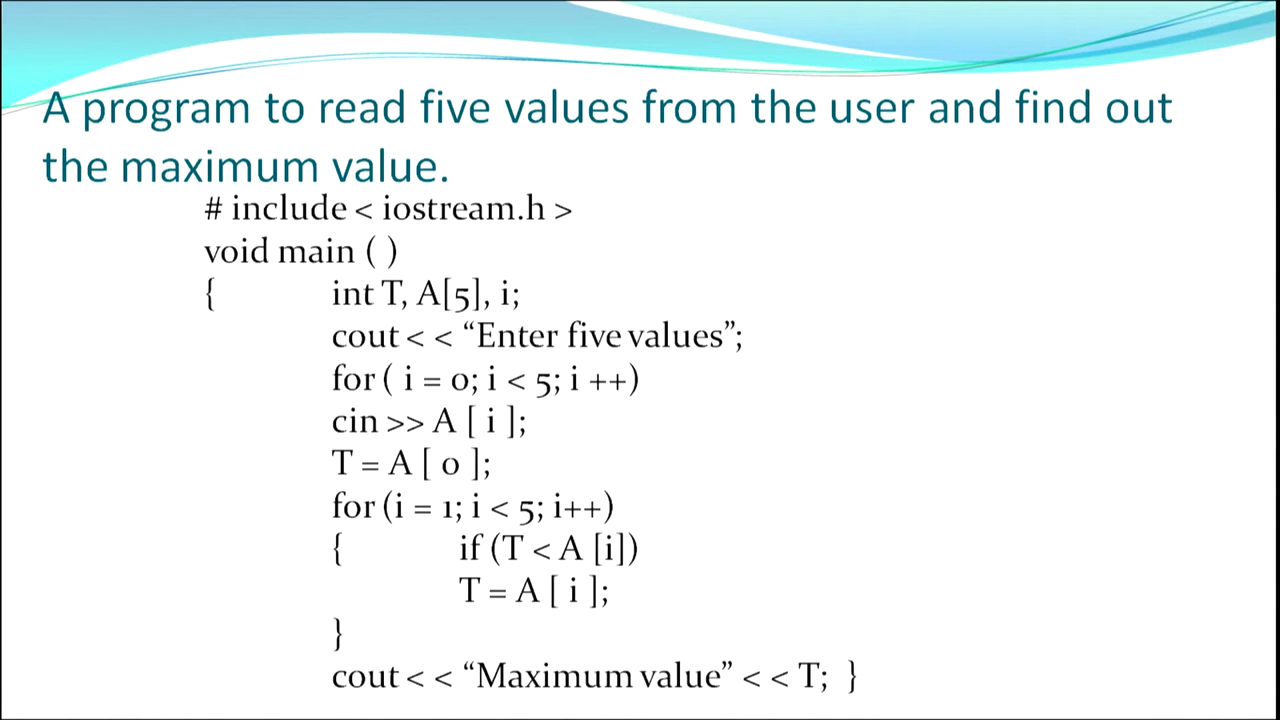 A program to read five values from the user and find out
the maximum value.
# include < iostream.h >
void main ( )
{ int T, A[5], i;
cout < < “Enter five values”;
for ( i = 0; i < 5; i ++)
cin >> A [ i ];
T = A [ 0 ];
for (i = 1; i < 5; i++)
{ if (T < A [i])
T = A [ i ];
}
cout < < “Maximum value” < < T; }